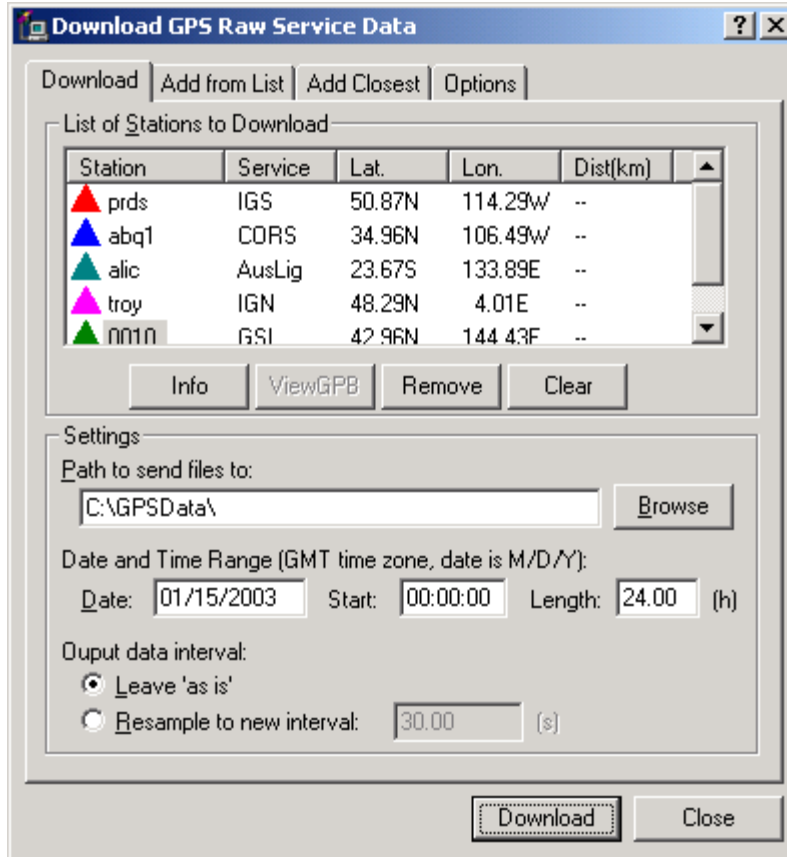 Download GPS Raw Service Data
Download Add from List Add Closest Options
List of Stations to Download
Station Service Lat. Lon. Dist(km)
prds IGS 50.87N 114.29W --
abq1 CORS 34.96N 106.49W --
alic AusLig 23.67S 133.89E --
troy IGN 48.29N 4.01E --
0010 GSI 42.96N 144.43E --
Info ViewGPB Remove Clear
Settings
Path to send files to:
C:\GPSData\ Browse
Date and Time Range (GMT time zone, date is M/D/Y):
Date: 01/15/2003 Start: 00:00:00 Length: 24.00 (h)
Ouput data interval:
Leave 'as is'
Resample to new interval: 30.00 (s)
Download Close